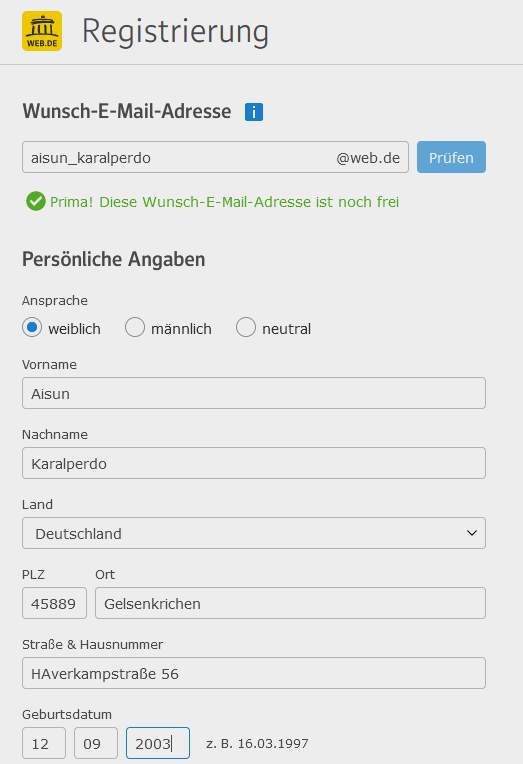 WEB.DE
Registrierung
Wunsch-E-Mail-Adresse i
aisun_karalperdo @web.de Prüfen
Prima! Diese Wunsch-E-Mail-Adresse ist noch frei
Persönliche Angaben
Ansprache
weiblich männlich neutral
Vorname
Aisun
Nachname
Karalperdo
Land
Deutschland
PLZ Ort
45889 Gelsenkrichen
Straße & Hausnummer
HAverkampstraße 56
Geburtsdatum
12 09 2003 z. B. 16.03.1997